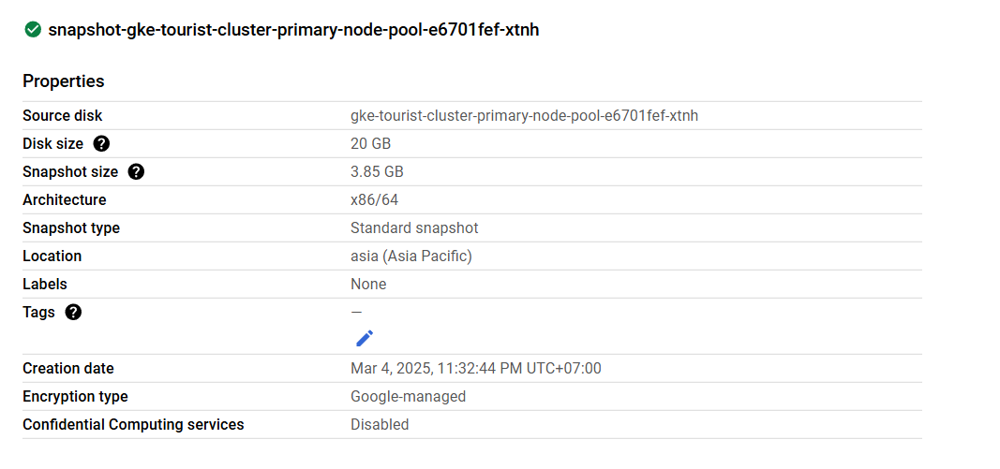 snapshot-gke-tourist-cluster-primary-node-pool-e6701fef-xtnh
Properties
Source disk gke-tourist-cluster-primary-node-pool-e6701fef-xtnh
Disk size ? 20 GB
Snapshot size ? 3.85 GB
Architecture x86/64
Snapshot type Standard snapshot
Location asia (Asia Pacific)
Labels None
Tags ? —
Creation date Mar 4, 2025, 11:32:44 PM UTC+07:00
Encryption type Google-managed
Confidential Computing services Disabled